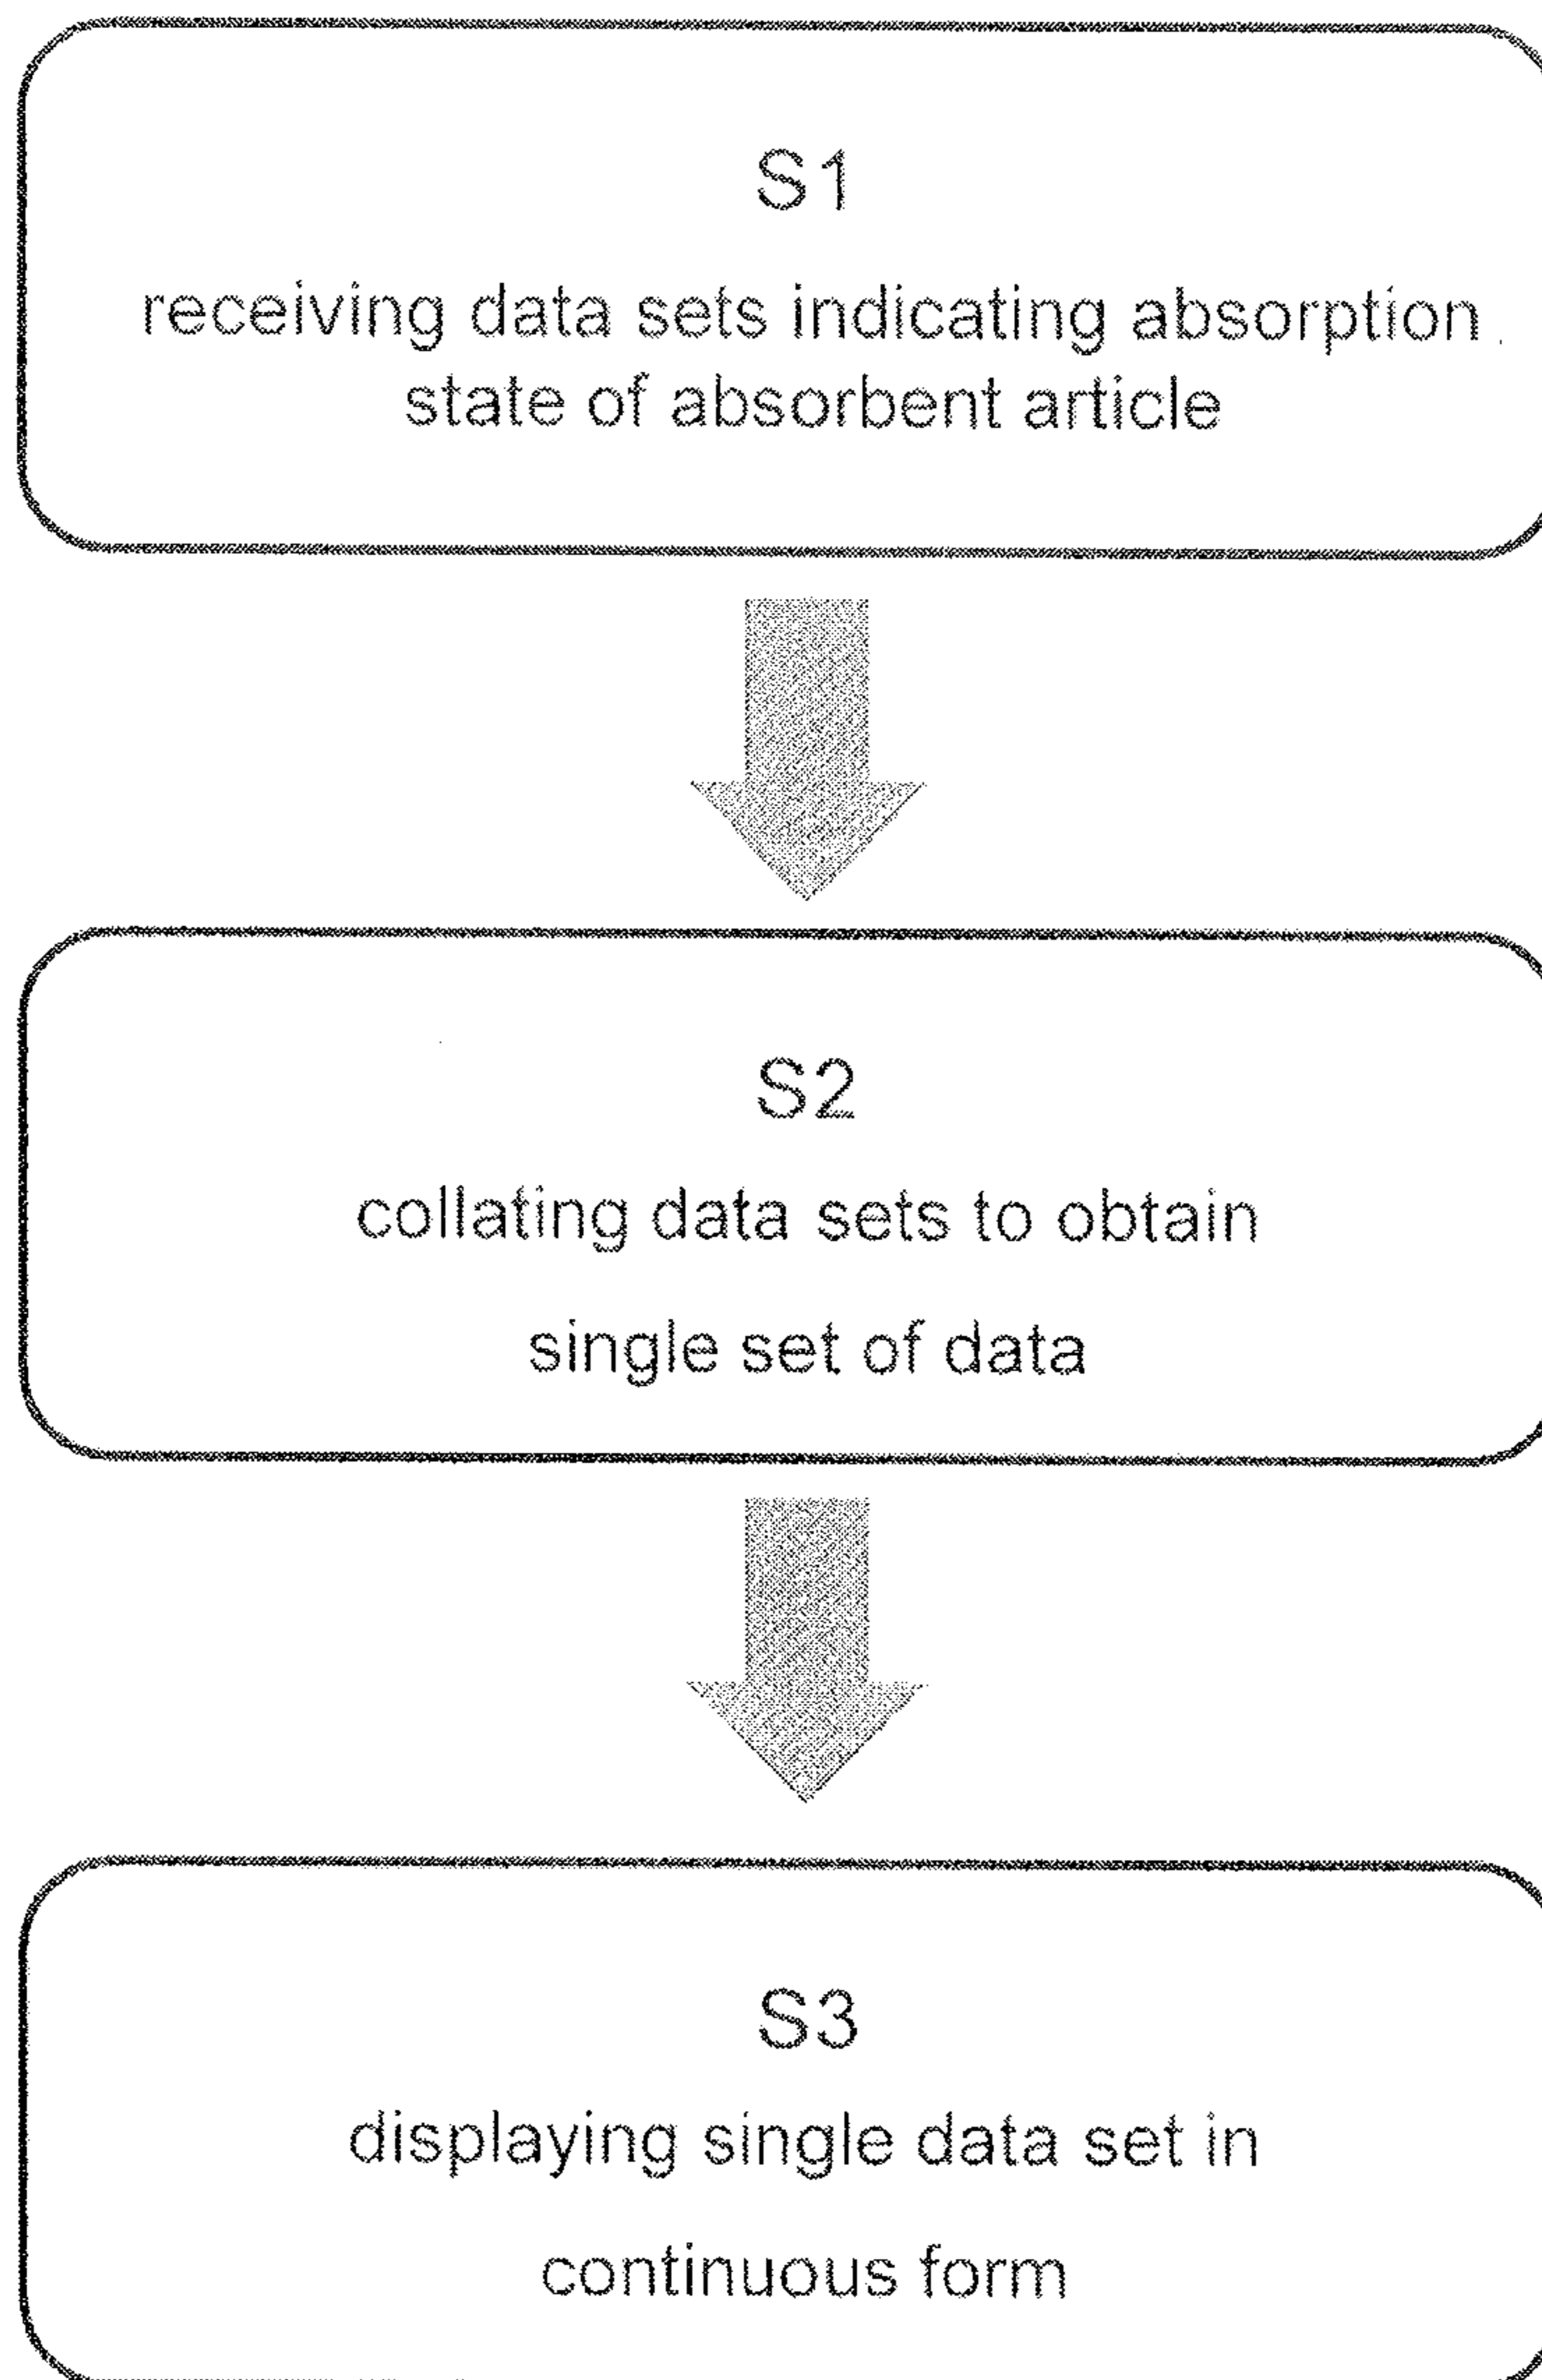 S1
receiving data sets indicating absorption
state of absorbent article
S2
collating data sets to obtain
single set of data
S3
displaying single data set in
continuous form